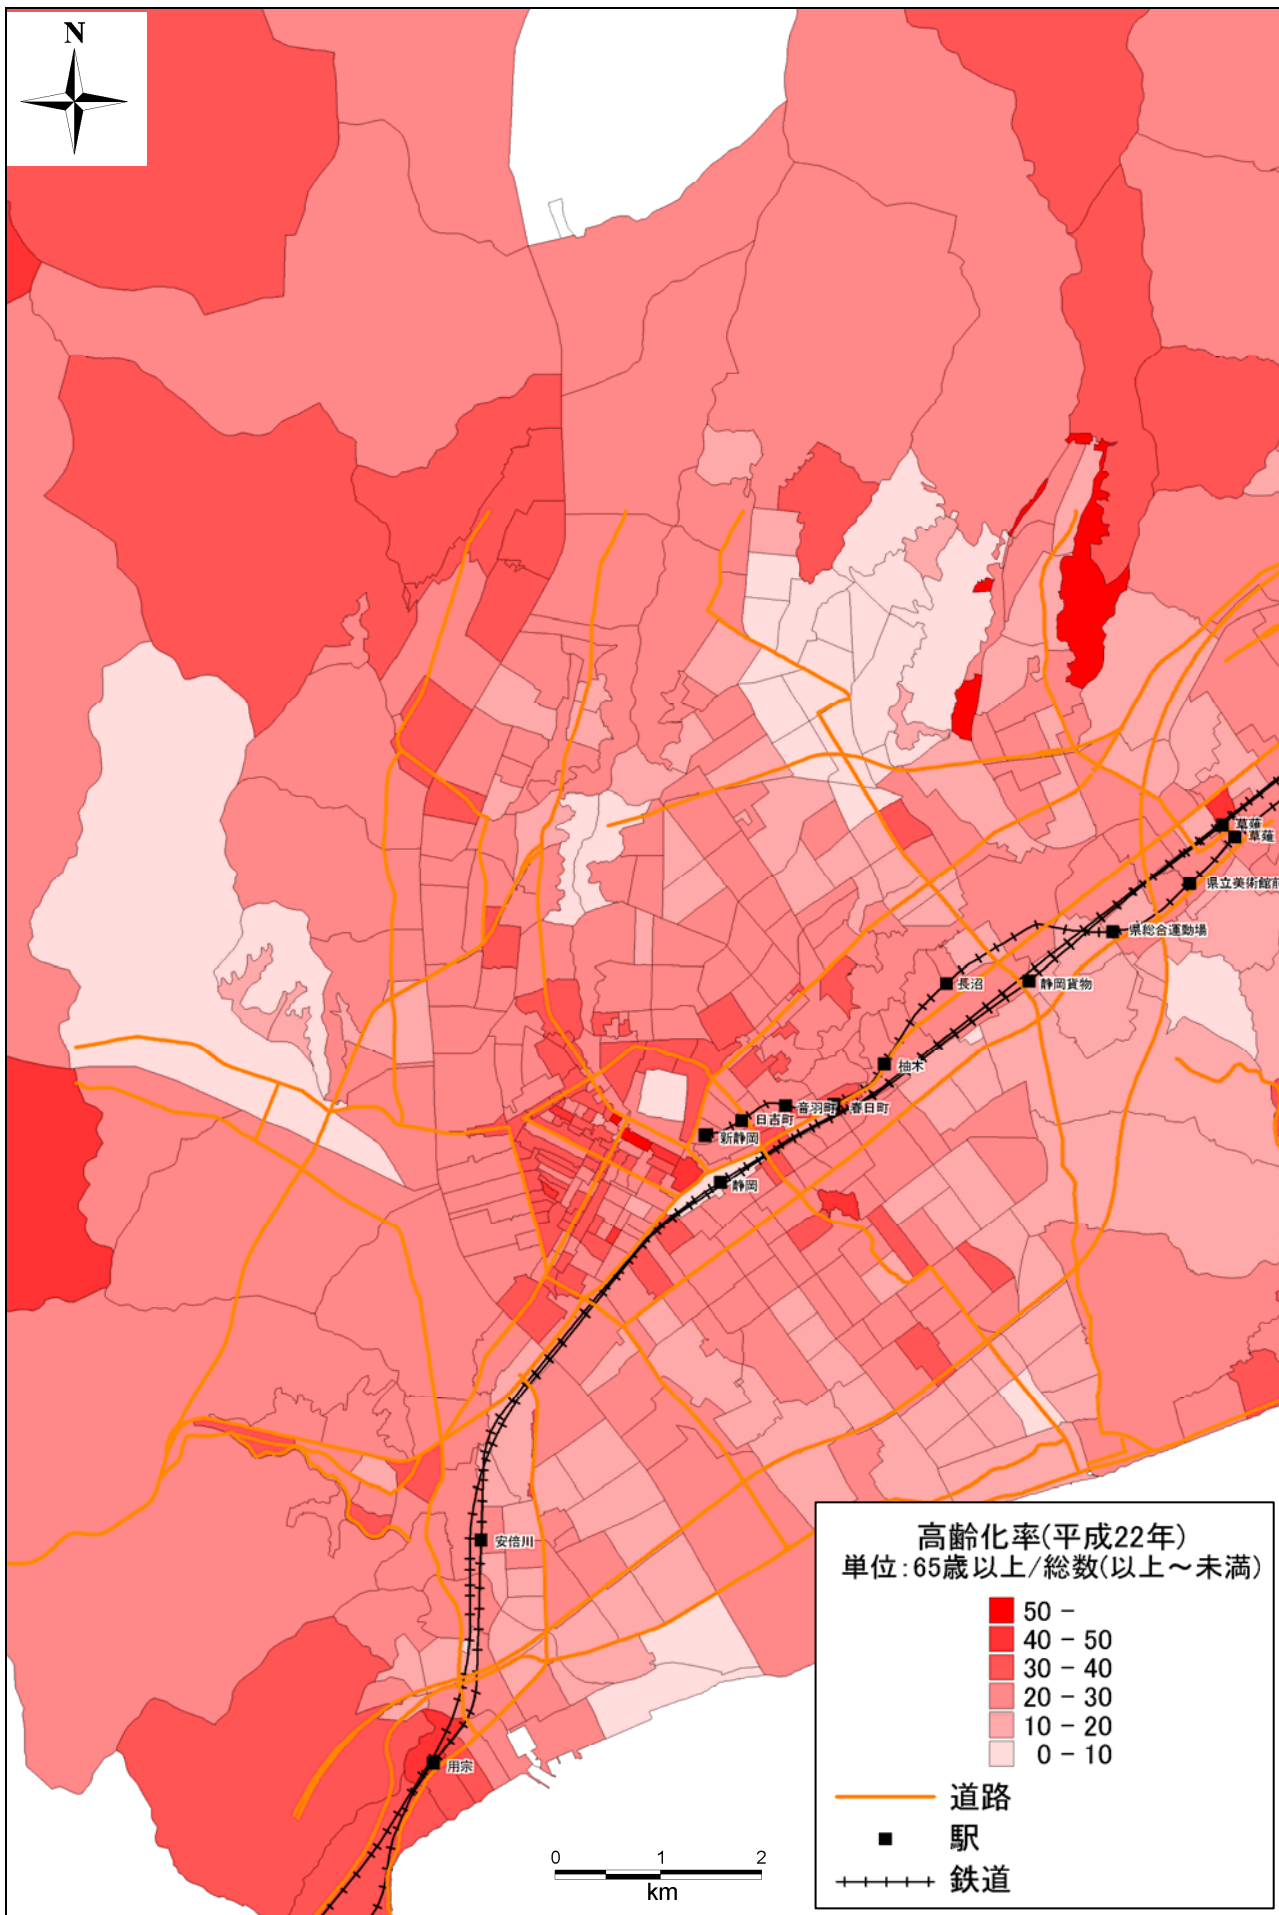 N
草薙
草薙
県立美術館前
県総合運動場
長沼
静岡貨物
柚木
音羽町
春日町
日吉町
新静岡
静岡
安倍川
用宗
高齢化率(平成22年)
単位:65歳以上/総数(以上～未満)
50 -
40 - 50
30 - 40
20 - 30
10 - 20
0 - 10
道路
駅
鉄道
0 1 2
km